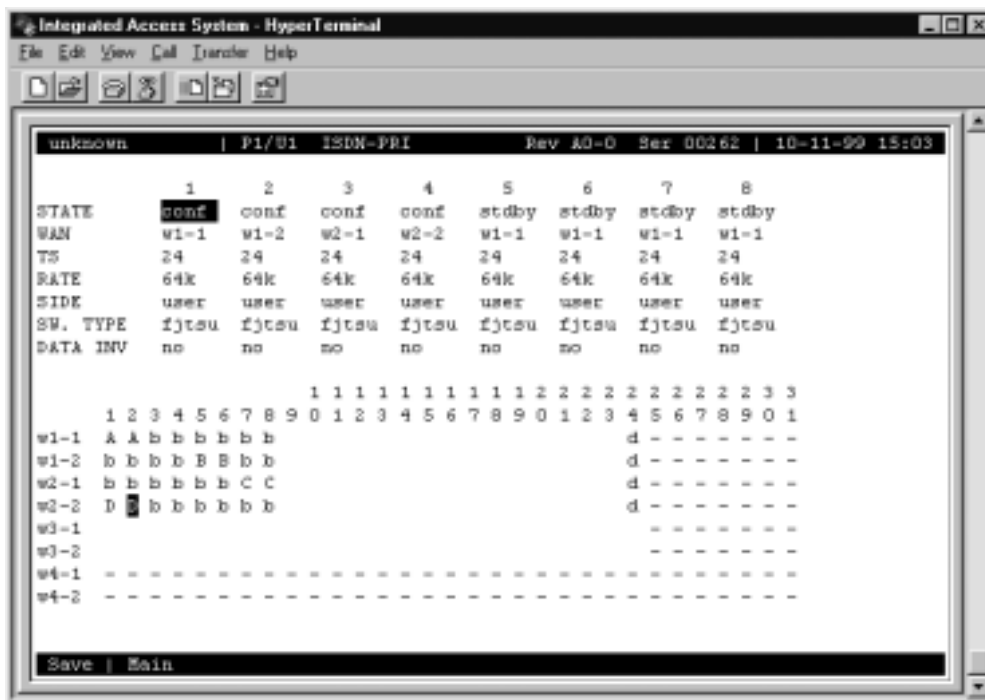 Integrated Access System - HyperTerminal
File Edit View Call Transfer Help
unknown | P1/U1 ISDN-PRI Rev A0-0 Ser 00262 | 10-11-99 15:03
1 2 3 4 5 6 7 8
STATE conf conf conf conf stdby stdby stdby stdby
WAN w1-1 w1-2 w2-1 w2-2 w1-1 w1-1 w1-1 w1-1
TS 24 24 24 24 24 24 24 24
RATE 64k 64k 64k 64k 64k 64k 64k 64k
SIDE user user user user user user user user
SW. TYPE fjtsu fjtsu fjtsu fjtsu fjtsu fjtsu fjtsu fjtsu
DATA INV no no no no no no no no
1 1 1 1 1 1 1 1 1 1 2 2 2 2 2 2 2 2 2 2 3 3
1 2 3 4 5 6 7 8 9 0 1 2 3 4 5 6 7 8 9 0 1 2 3 4 5 6 7 8 9 0 1
w1-1 A A b b b b b b d - - - - - - -
w1-2 b b b b B B b b d - - - - - - -
w2-1 b b b b b b C C d - - - - - - -
w2-2 D D b b b b b b d - - - - - - -
w3-1 - - - - - - -
w3-2 - - - - - - -
w4-1 - - - - - - - - - - - - - - - - - - - - - - - - - - - - - - -
w4-2 - - - - - - - - - - - - - - - - - - - - - - - - - - - - - - -
Save | Main